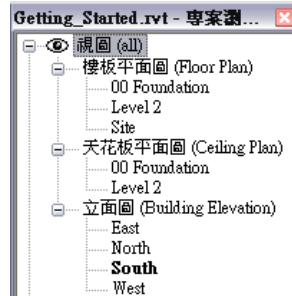 Getting_Started.rvt - 專案瀏...
視圖 (all)
樓板平面圖 (Floor Plan)
00 Foundation
Level 2
Site
天花板平面圖 (Ceiling Plan)
00 Foundation
Level 2
立面圖 (Building Elevation)
East
North
South
West